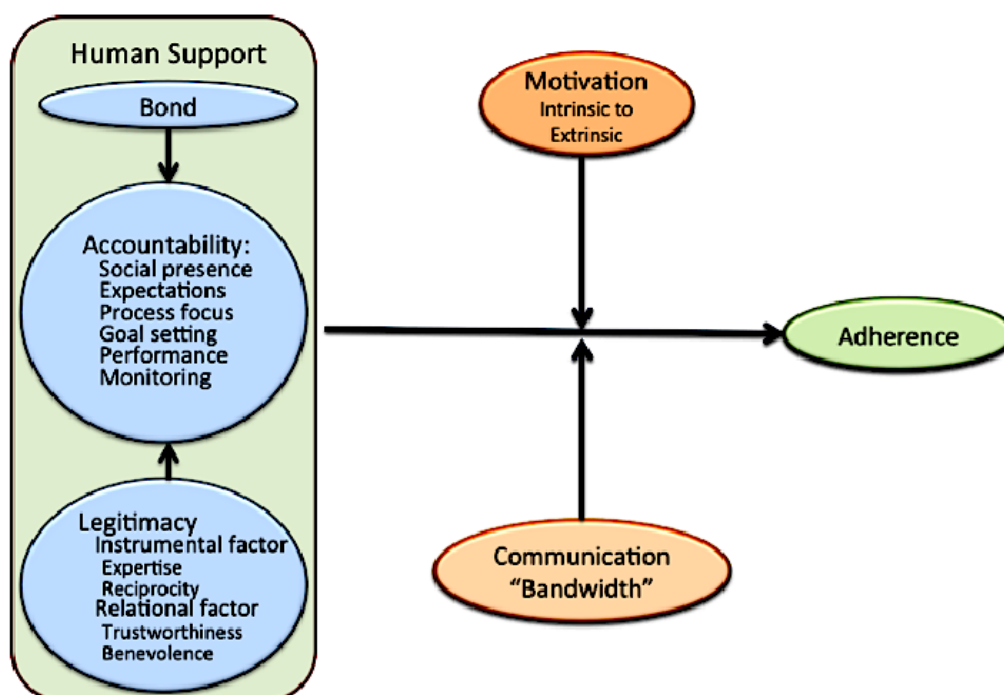 Human Support
Bond
Accountability:
Social presence
Expectations
Process focus
Goal setting
Performance
Monitoring
Legitimacy
Instrumental factor
Expertise
Reciprocity
Relational factor
Trustworthiness
Benevolence
Motivation
Intrinsic to
Extrinsic
Communication
“Bandwidth”
Adherence